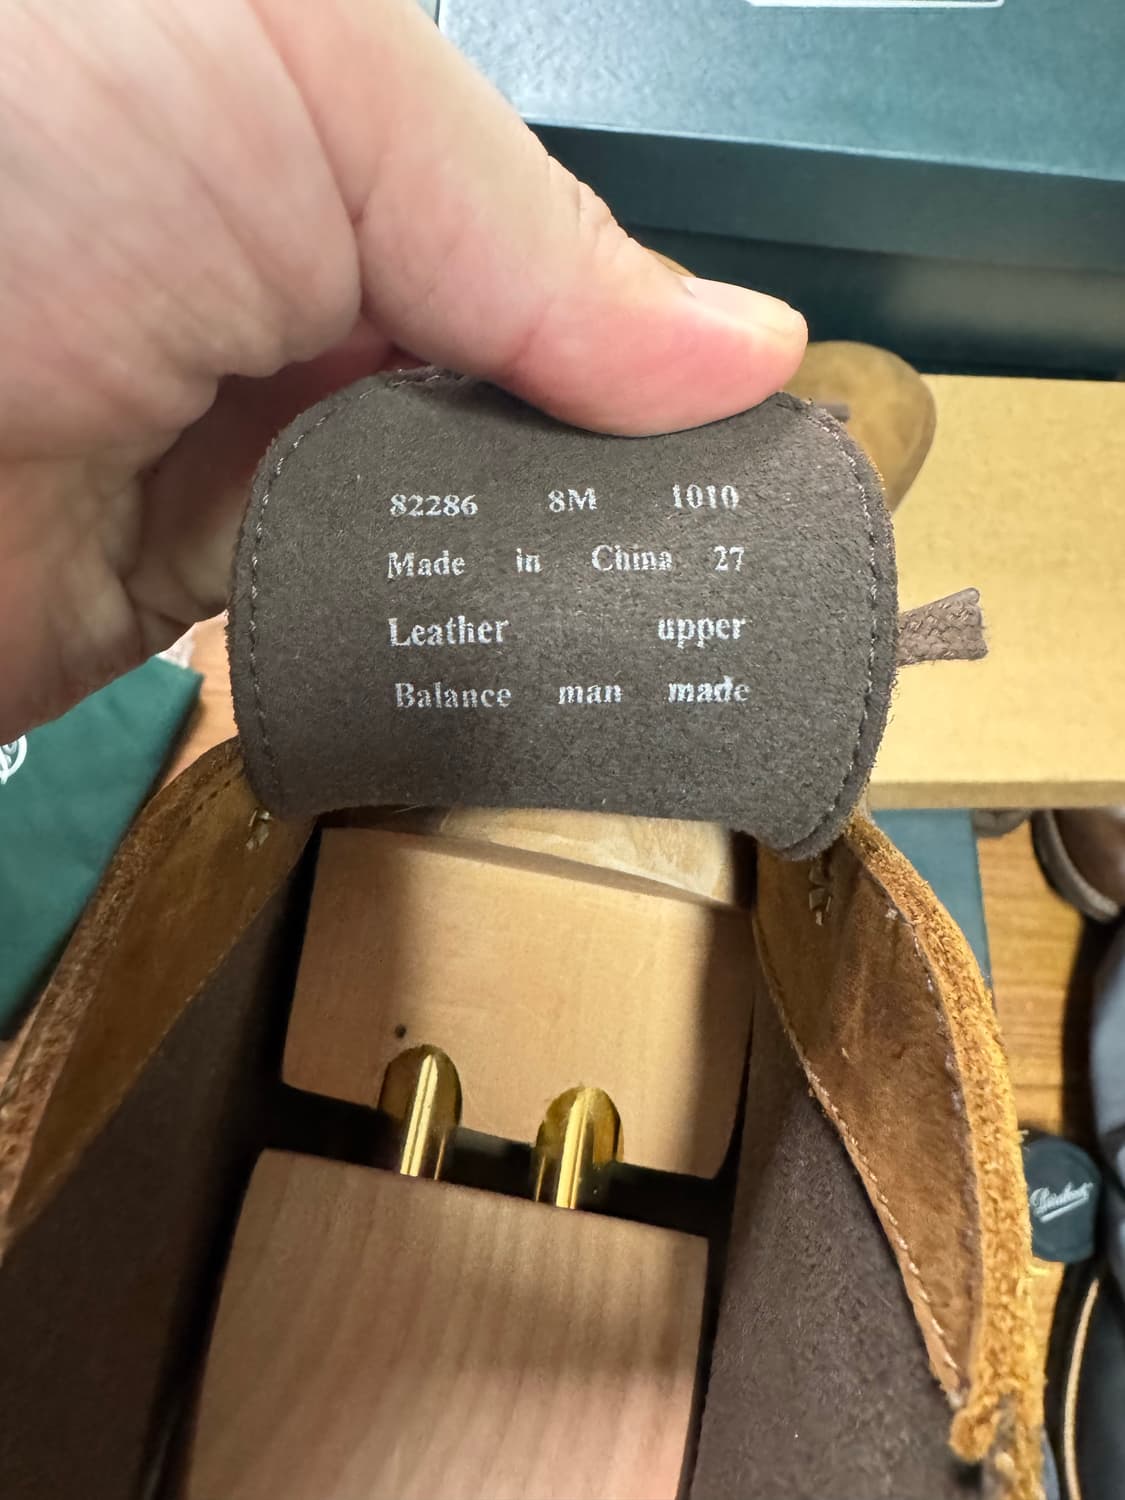 82286 8M 1010
Made in China 27
Leather upper
Balance man made